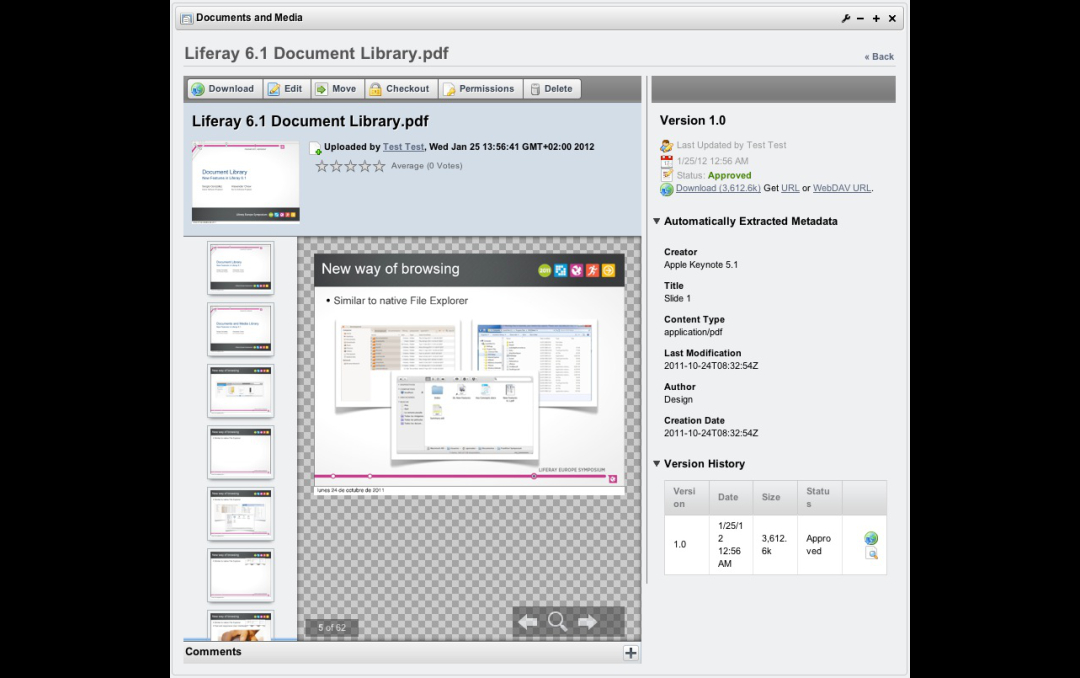 Documents and Media
Liferay 6.1 Document Library.pdf
« Back
Download Edit Move Checkout Permissions Delete
Liferay 6.1 Document Library.pdf
Uploaded by Test Test, Wed Jan 25 13:56:41 GMT+02:00 2012
Average (0 Votes)
Document Library
New way of browsing
• Similar to native File Explorer
LIFERAY EUROPE SYMPOSIUM
lunes 24 de octubre de 2011
5 of 62
Comments
Version 1.0
Last Updated by Test Test
1/25/12 12:56 AM
Status: Approved
Download (3,612.6k) Get URL or WebDAV URL.
Automatically Extracted Metadata
Creator
Apple Keynote 5.1
Title
Slide 1
Content Type
application/pdf
Last Modification
2011-10-24T08:32:54Z
Author
Design
Creation Date
2011-10-24T08:32:54Z
Version History
Versi
on
Date
Size
Statu
s
1.0
1/25/1
2
12:56
AM
3,612.
6k
Appro
ved